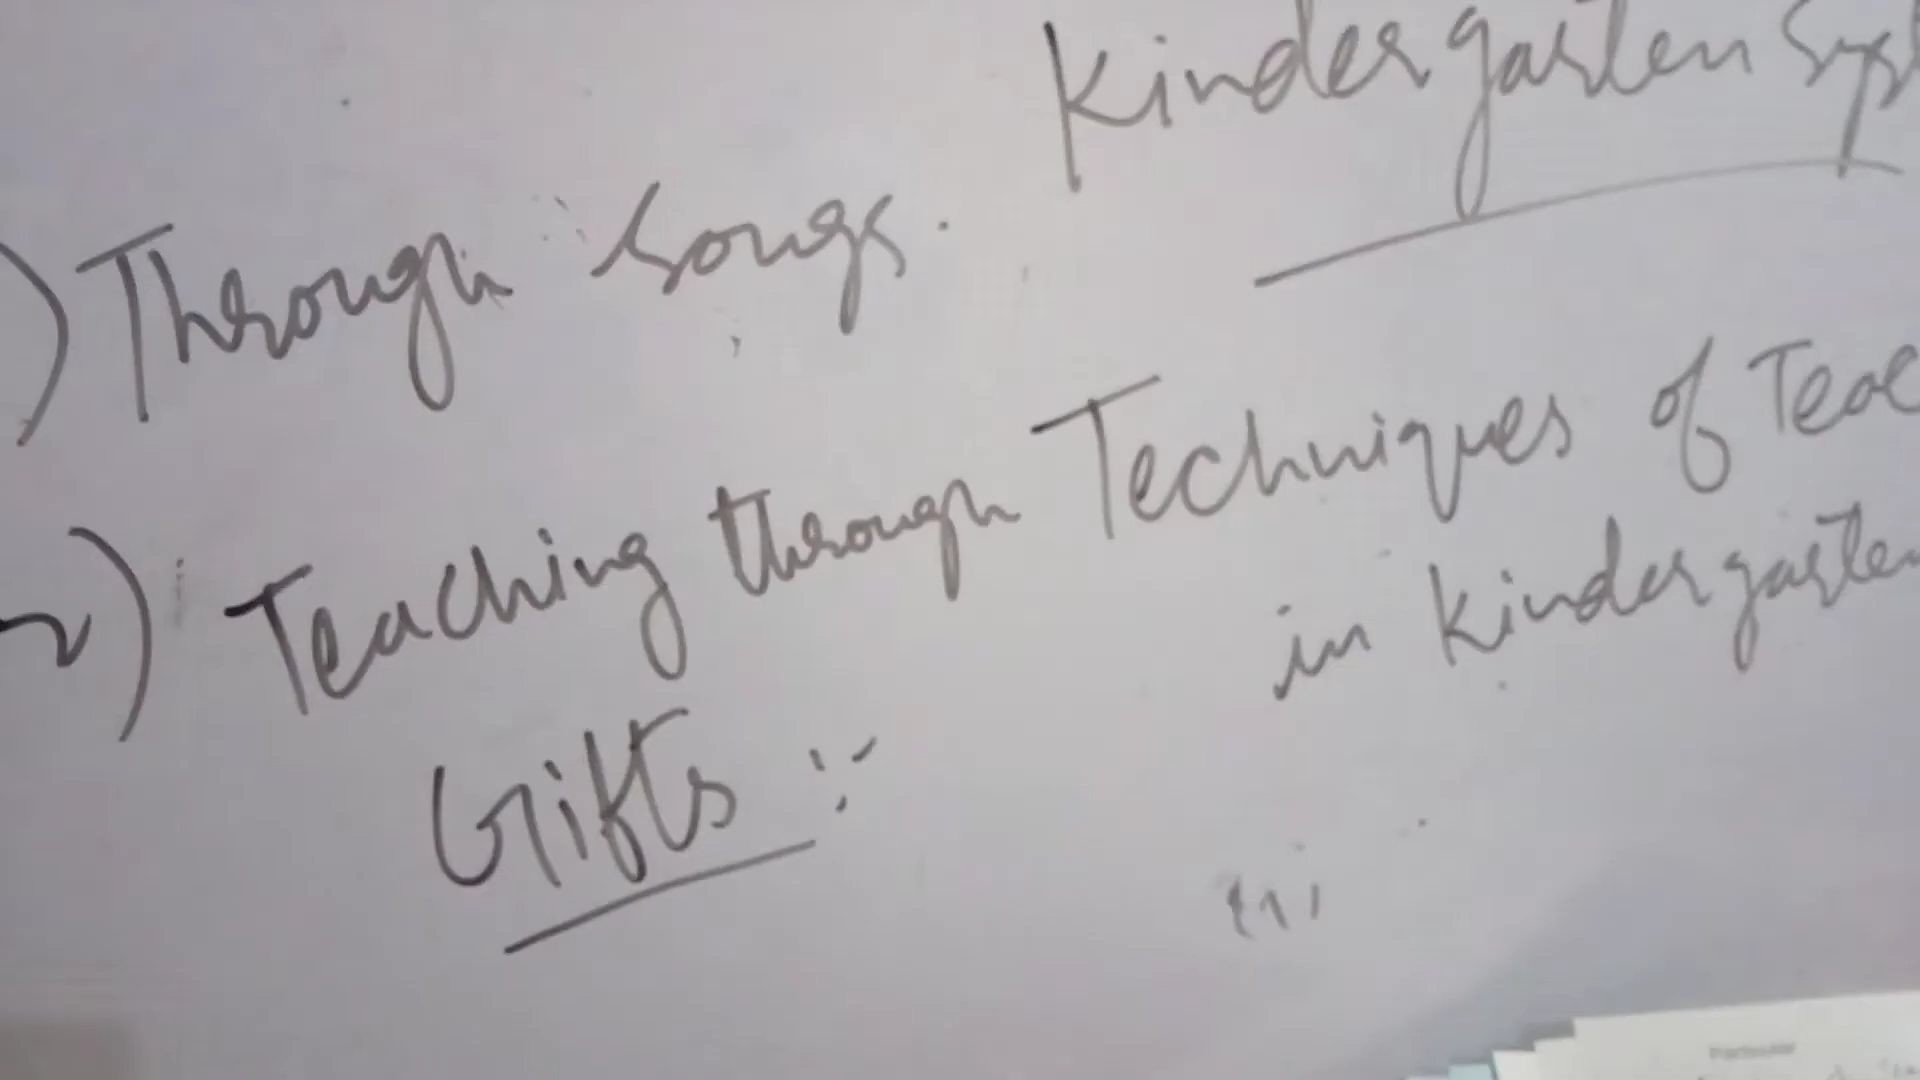 Kindergarten Syst
) Through songs.
Techniques of Teac
in Kindergarten
2) Teaching through
Gifts :-